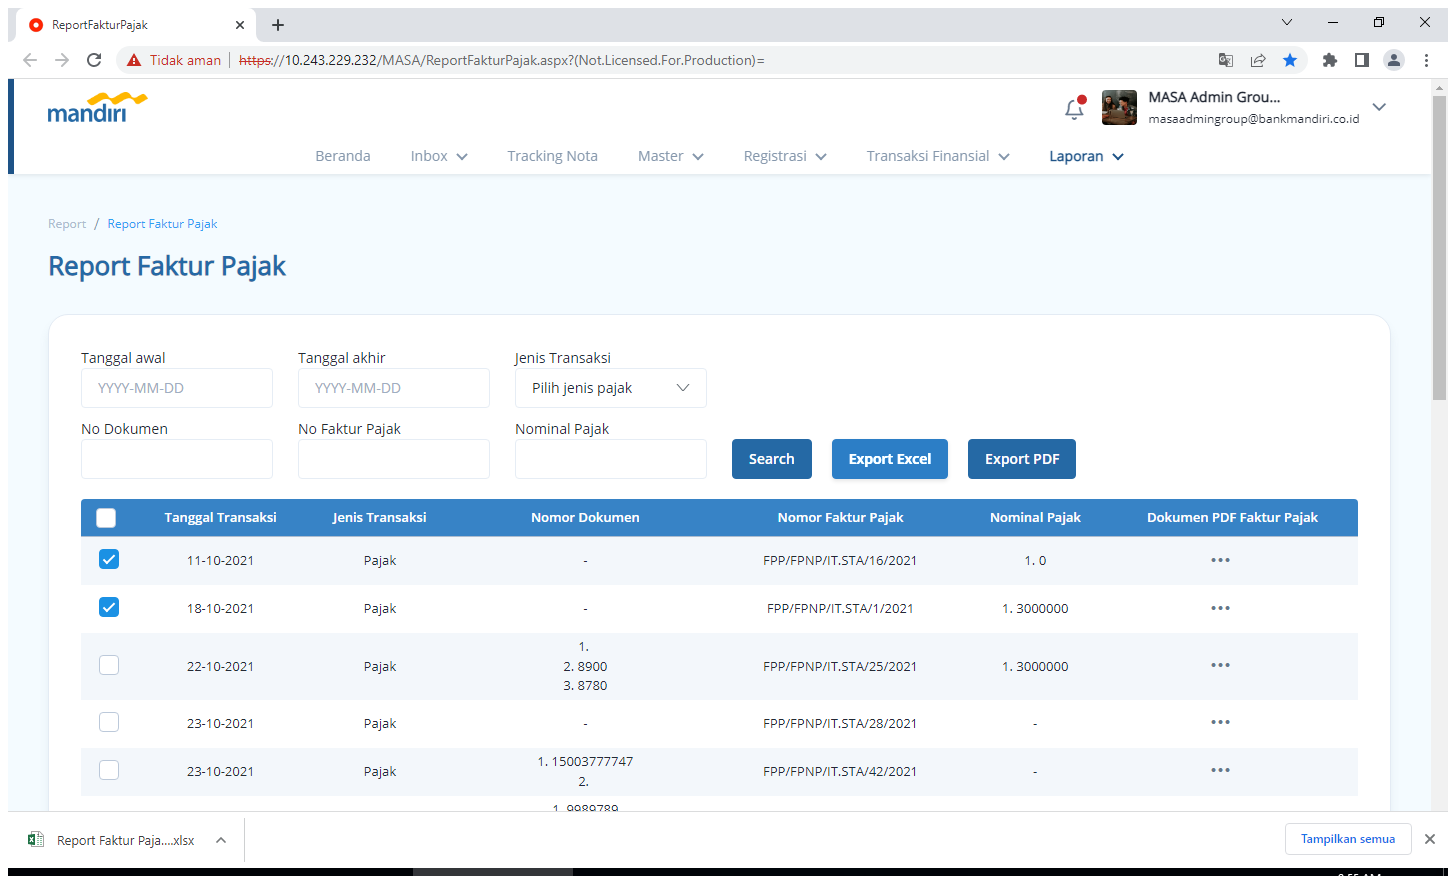 ReportFakturPajak
Tidak aman https://10.243.229.232/MASA/ReportFakturPajak.aspx?(Not.Licensed.For.Production)=
mandiri
MASA Admin Grou...
masaadmingroup@bankmandiri.co.id
Beranda Inbox Tracking Nota Master Registrasi Transaksi Finansial Laporan
Report / Report Faktur Pajak
Report Faktur Pajak
Tanggal awal Tanggal akhir Jenis Transaksi
YYYY-MM-DD YYYY-MM-DD Pilih jenis pajak
No Dokumen No Faktur Pajak Nominal Pajak
Search Export Excel Export PDF
Tanggal Transaksi Jenis Transaksi Nomor Dokumen Nomor Faktur Pajak Nominal Pajak Dokumen PDF Faktur Pajak
11-10-2021 Pajak - FPP/FPNP/IT.STA/16/2021 1. 0 •••
18-10-2021 Pajak - FPP/FPNP/IT.STA/1/2021 1. 3000000 •••
1.
22-10-2021 Pajak 2. 8900 FPP/FPNP/IT.STA/25/2021 1. 3000000 •••
3. 8780
23-10-2021 Pajak - FPP/FPNP/IT.STA/28/2021 - •••
1. 15003777747
23-10-2021 Pajak FPP/FPNP/IT.STA/42/2021 - •••
2.
1. 9989789
Report Faktur Paja....xlsx
Tampilkan semua